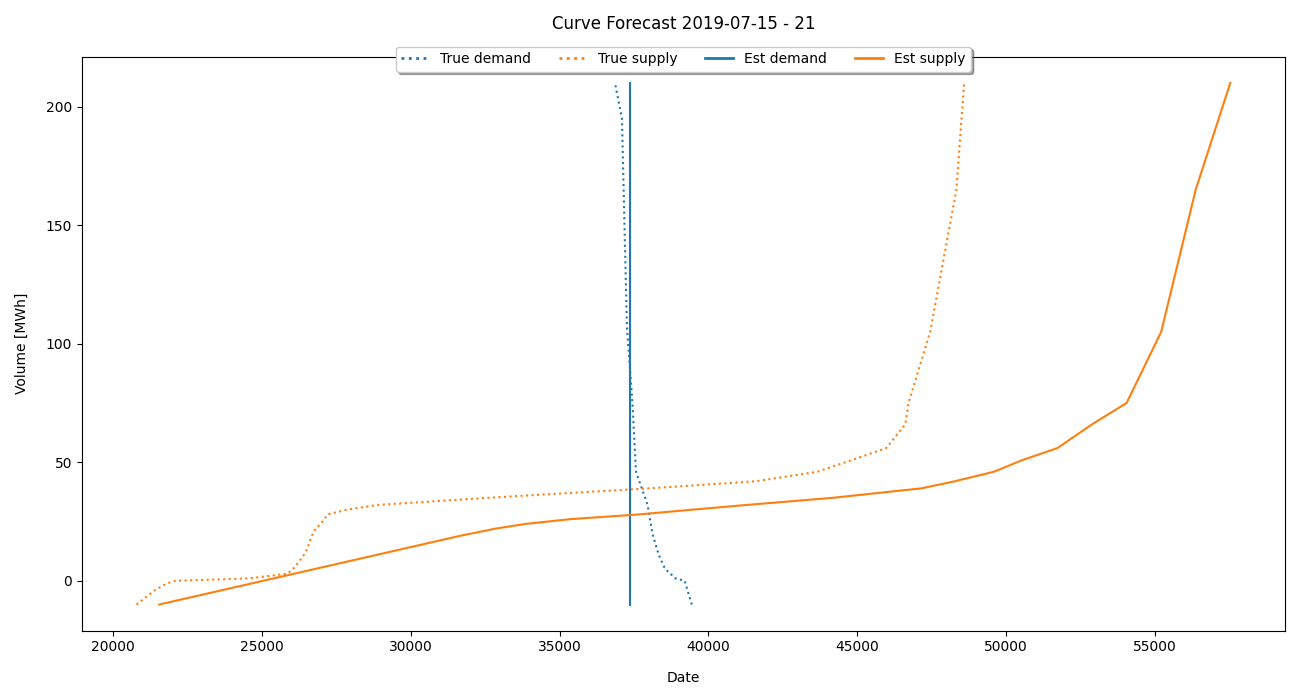 Curve Forecast 2019-07-15 - 21
True demand True supply Est demand Est supply
200
150
100
50
0
Volume [MWh]
20000 25000 30000 35000 40000 45000 50000 55000
Date